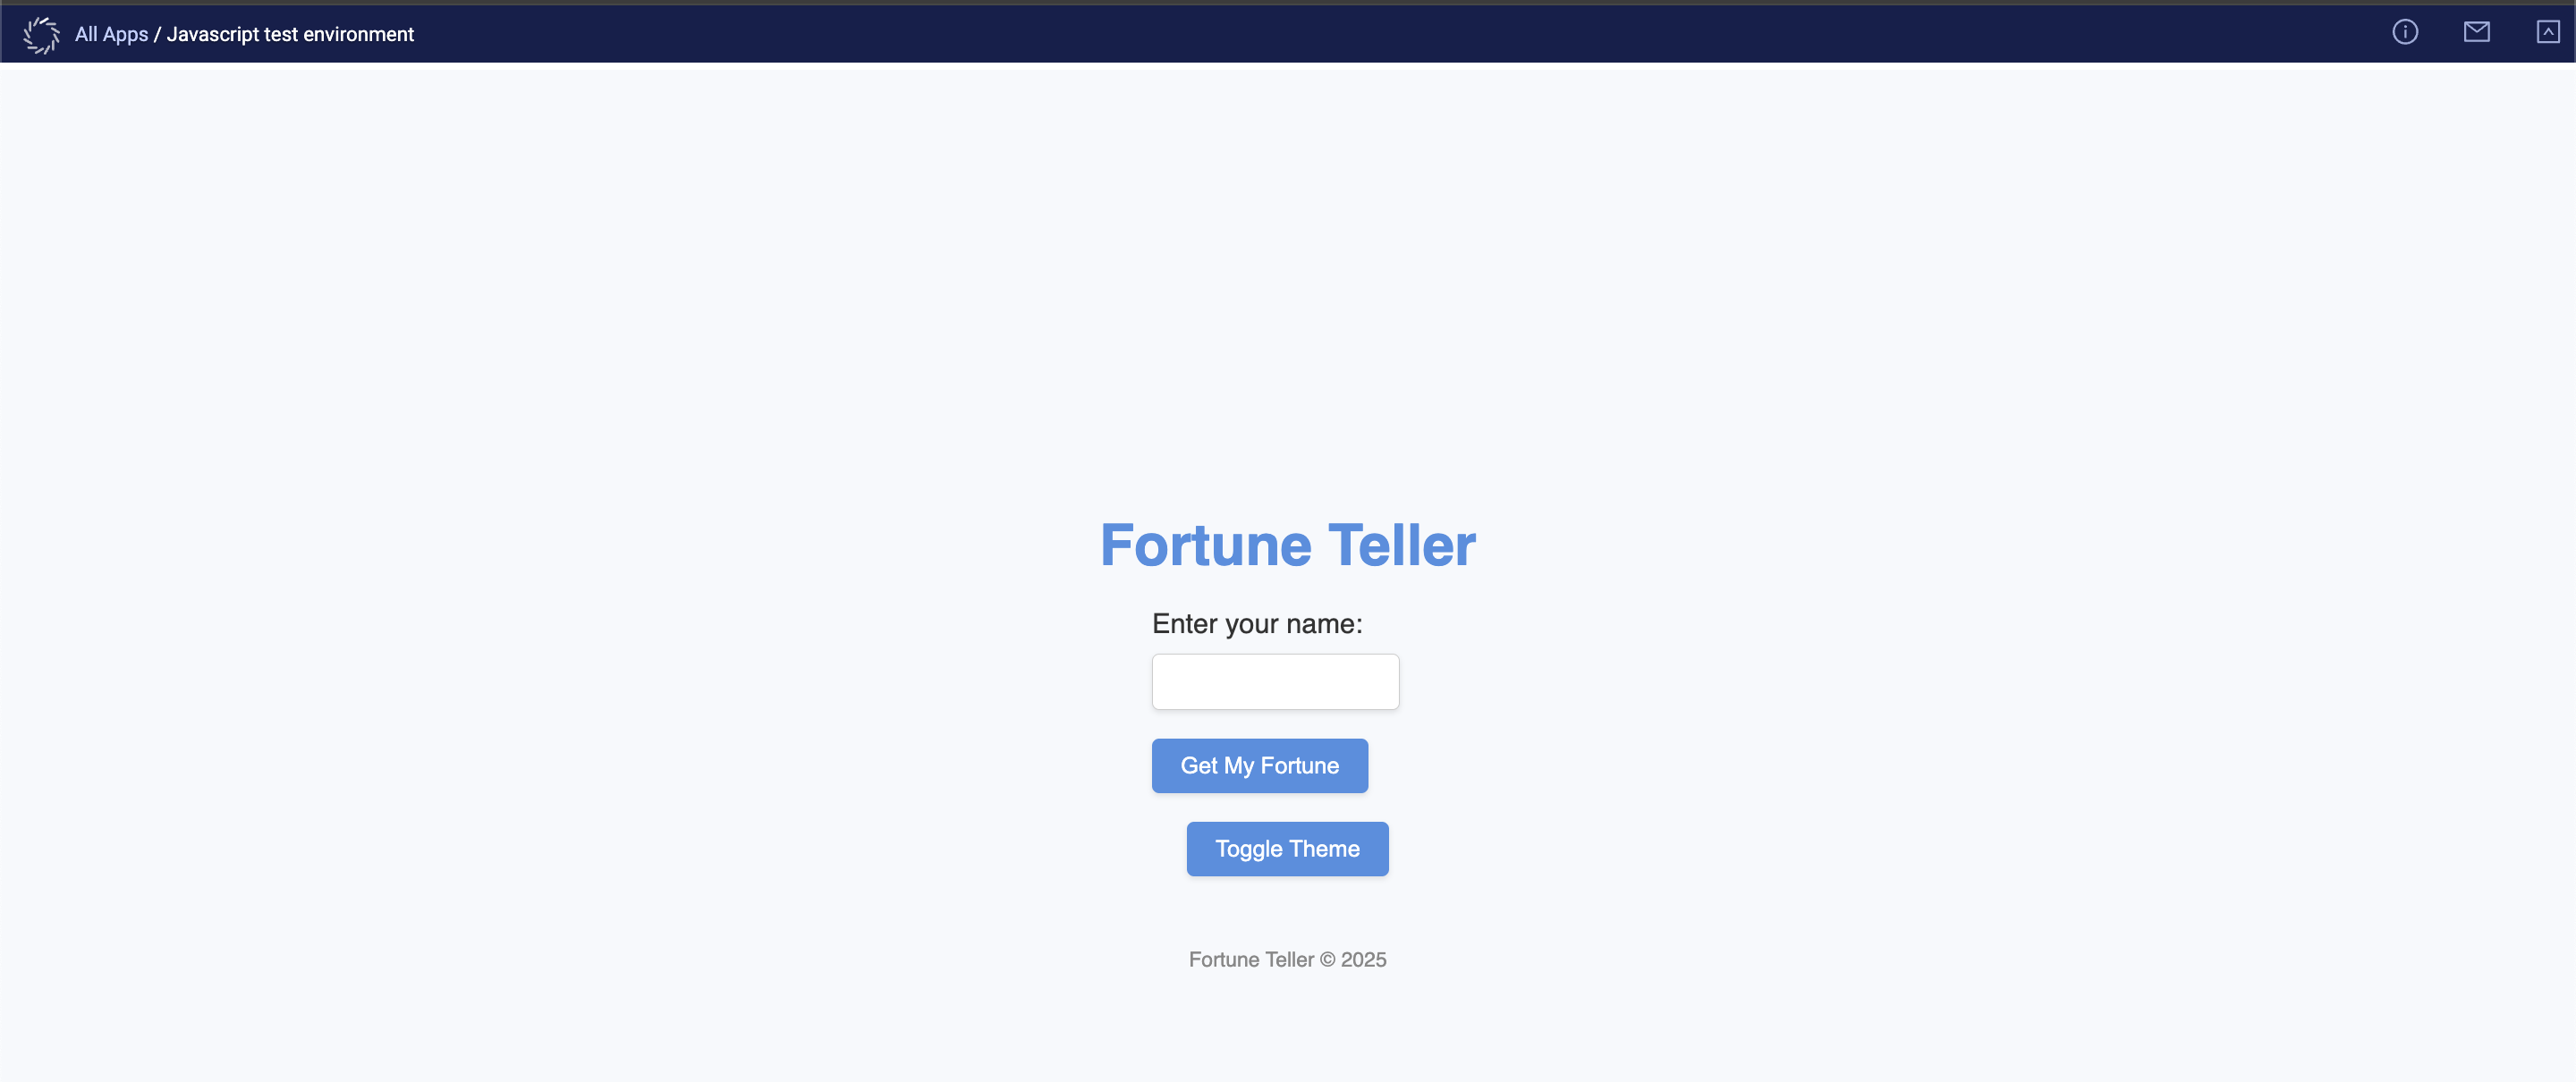 All Apps / Javascript test environment
Fortune Teller
Enter your name:
Get My Fortune
Toggle Theme
Fortune Teller © 2025